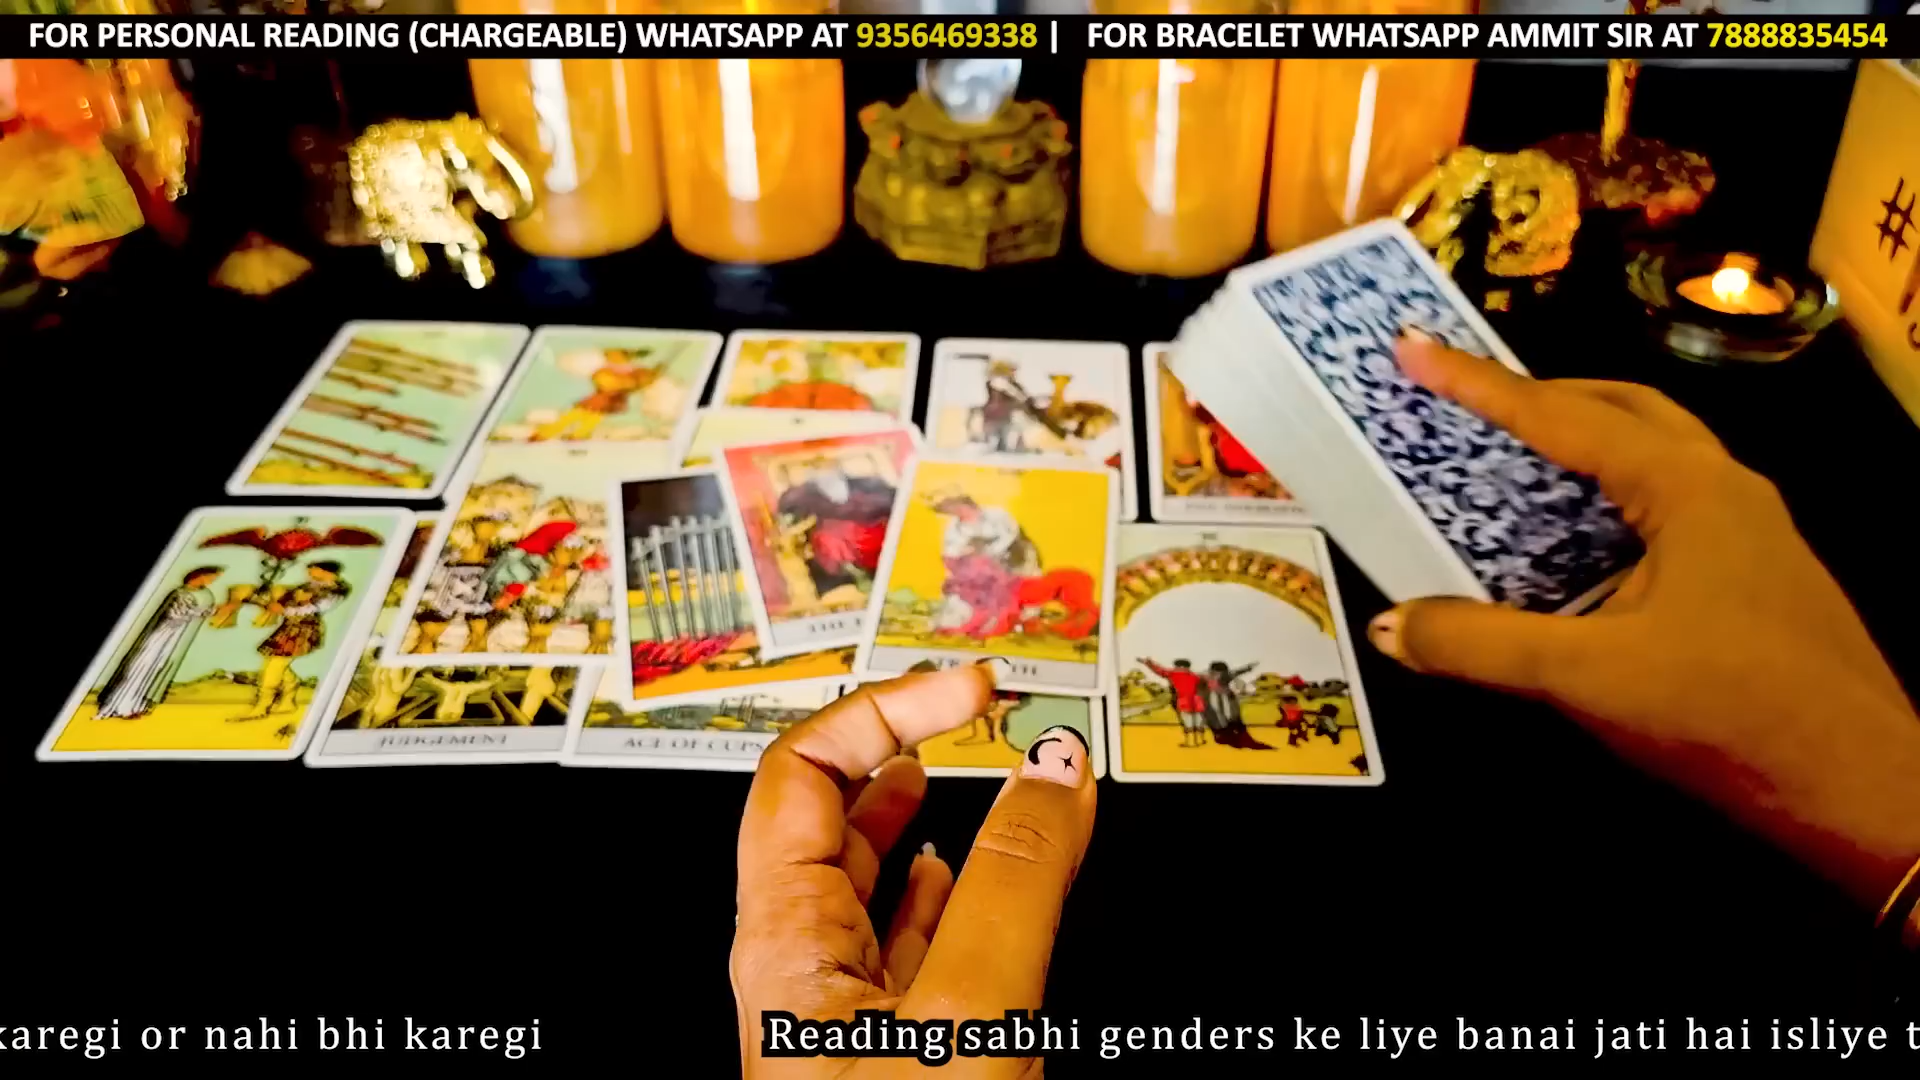 FOR PERSONAL READING (CHARGEABLE) WHATSAPP AT 9356469338 | FOR BRACELET WHATSAPP AMMIT SIR AT 7888835454
#
JUDGEMENT
ACE OF CUPS
karegi or nahi bhi karegi Reading sabhi genders ke liye banai jati hai isliye t